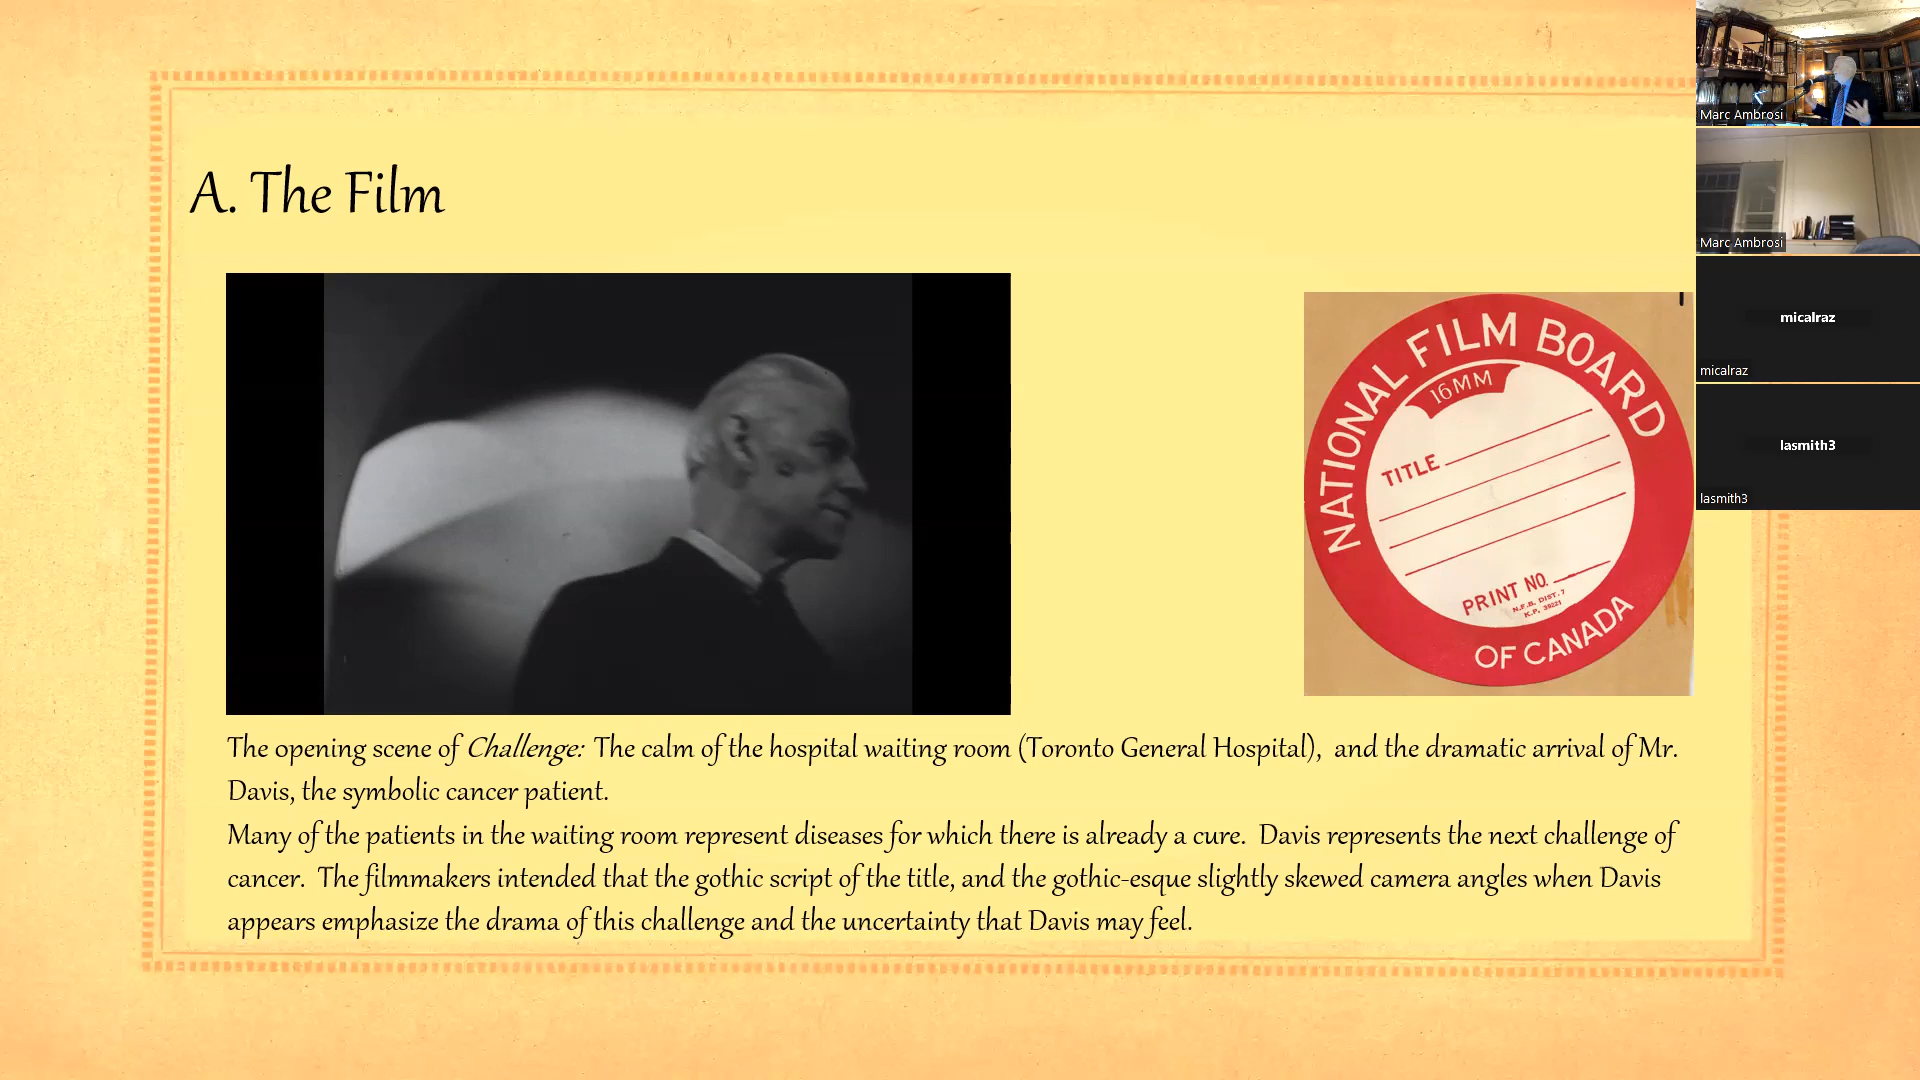 A. The Film
NATIONAL FILM BOARD
16MM
TITLE
PRINT NO.
N.F.B. DIST. 7
K.P. 39221
OF CANADA
The opening scene of Challenge: The calm of the hospital waiting room (Toronto General Hospital), and the dramatic arrival of Mr.
Davis, the symbolic cancer patient.
Many of the patients in the waiting room represent diseases for which there is already a cure. Davis represents the next challenge of
cancer. The filmmakers intended that the gothic script of the title, and the gothic-esque slightly skewed camera angles when Davis
appears emphasize the drama of this challenge and the uncertainty that Davis may feel.
Marc Ambrosi
Marc Ambrosi
micalraz
micalraz
lasmith3
lasmith3